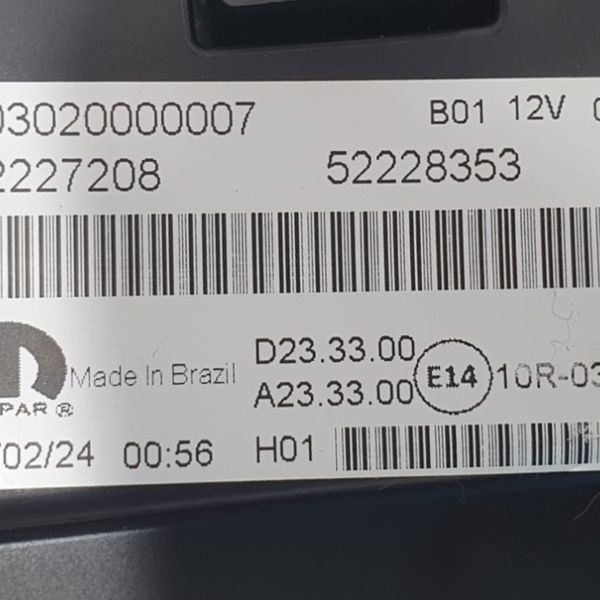 03020000007 B01 12V
2227208 52228353
Made In Brazil
D23.33.00
A23.33.00
E14
10R-03
PAR ®
/02/24 00:56 H01